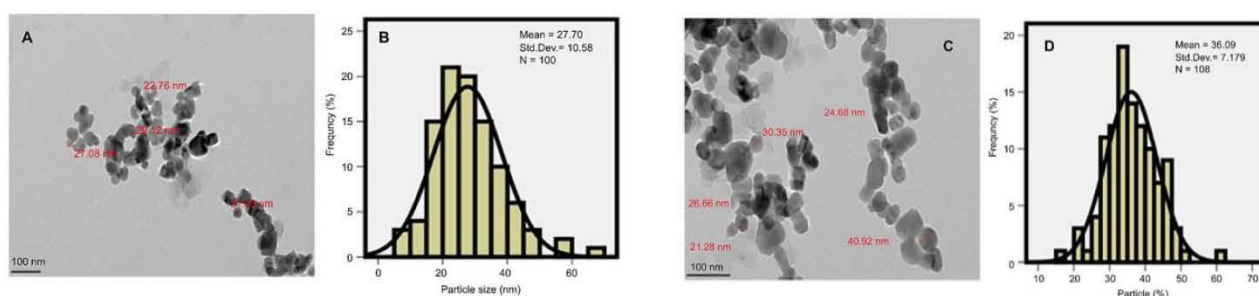 A
22.76 nm
27.08 nm
100 nm
B
Mean = 27.70
Std.Dev.= 10.58
N = 100
Frequncy (%)
25
20
15
10
5
0
0 20 40 60
Particle size (nm)
C
24.68 nm
30.35 nm
26.66 nm
21.28 nm
40.92 nm
100 nm
D
Mean = 36.09
Std.Dev.= 7.179
N = 108
Frequncy (%)
20
15
10
5
0
10 20 30 40 50 60 70
Particle (%)